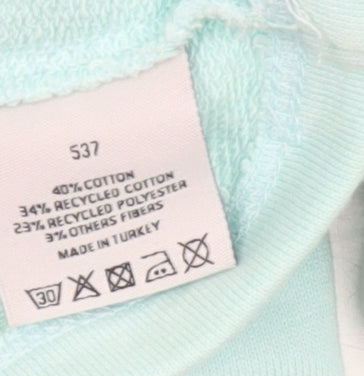 537
40% COTTON
34% RECYCLED COTTON
23% RECYCLED POLYESTER
3% OTHERS FIBERS
MADE IN TURKEY
30